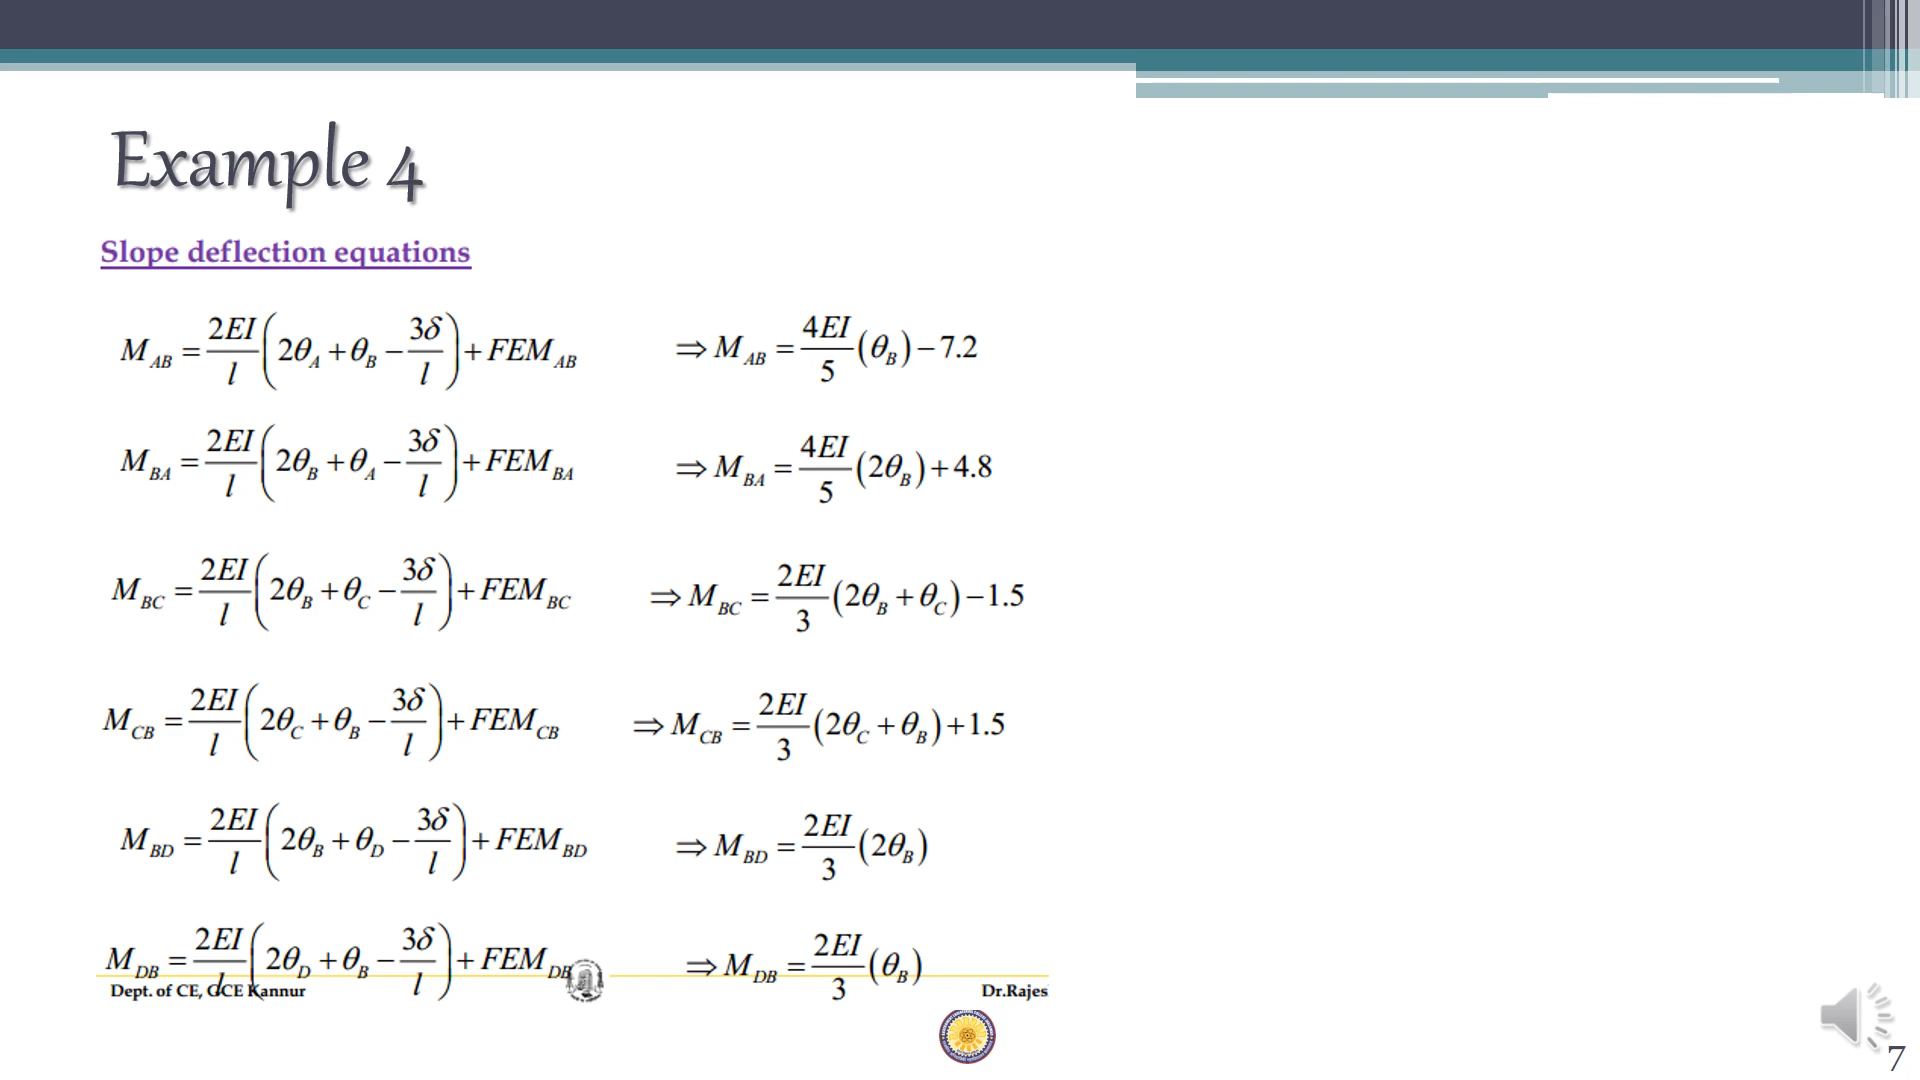 Example 4
Slope deflection equations
M_AB = 2EI/l (2θ_A + θ_B − 3δ/l) + FEM_AB ⇒ M_AB = 4EI/5 (θ_B) − 7.2
M_BA = 2EI/l (2θ_B + θ_A − 3δ/l) + FEM_BA ⇒ M_BA = 4EI/5 (2θ_B) + 4.8
M_BC = 2EI/l (2θ_B + θ_C − 3δ/l) + FEM_BC ⇒ M_BC = 2EI/3 (2θ_B + θ_C) − 1.5
M_CB = 2EI/l (2θ_C + θ_B − 3δ/l) + FEM_CB ⇒ M_CB = 2EI/3 (2θ_C + θ_B) + 1.5
M_BD = 2EI/l (2θ_B + θ_D − 3δ/l) + FEM_BD ⇒ M_BD = 2EI/3 (2θ_B)
M_DB = 2EI/l (2θ_D + θ_B − 3δ/l) + FEM_DB ⇒ M_DB = 2EI/3 (θ_B)
Dept. of CE, GCE Kannur Dr.Rajes
7